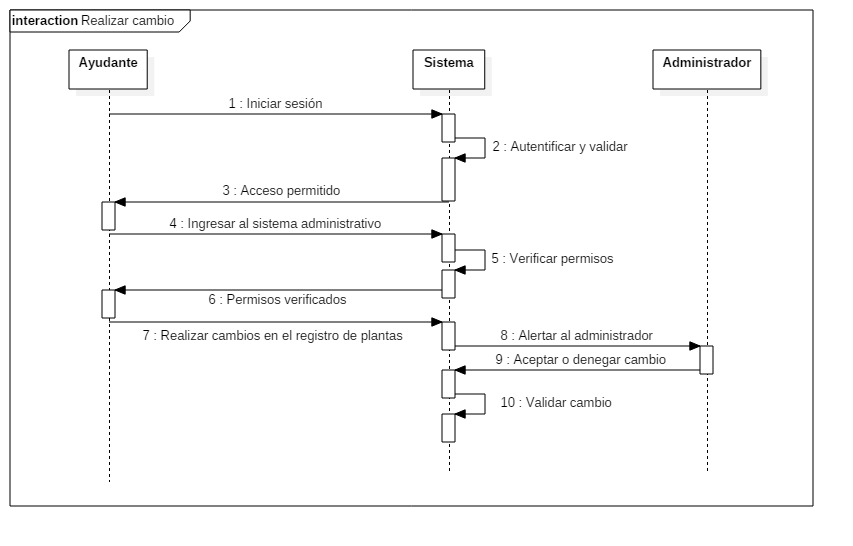 interaction Realizar cambio
Ayudante
Sistema
Administrador
1 : Iniciar sesión
2 : Autentificar y validar
3 : Acceso permitido
4 : Ingresar al sistema administrativo
5 : Verificar permisos
6 : Permisos verificados
7 : Realizar cambios en el registro de plantas
8 : Alertar al administrador
9 : Aceptar o denegar cambio
10 : Validar cambio